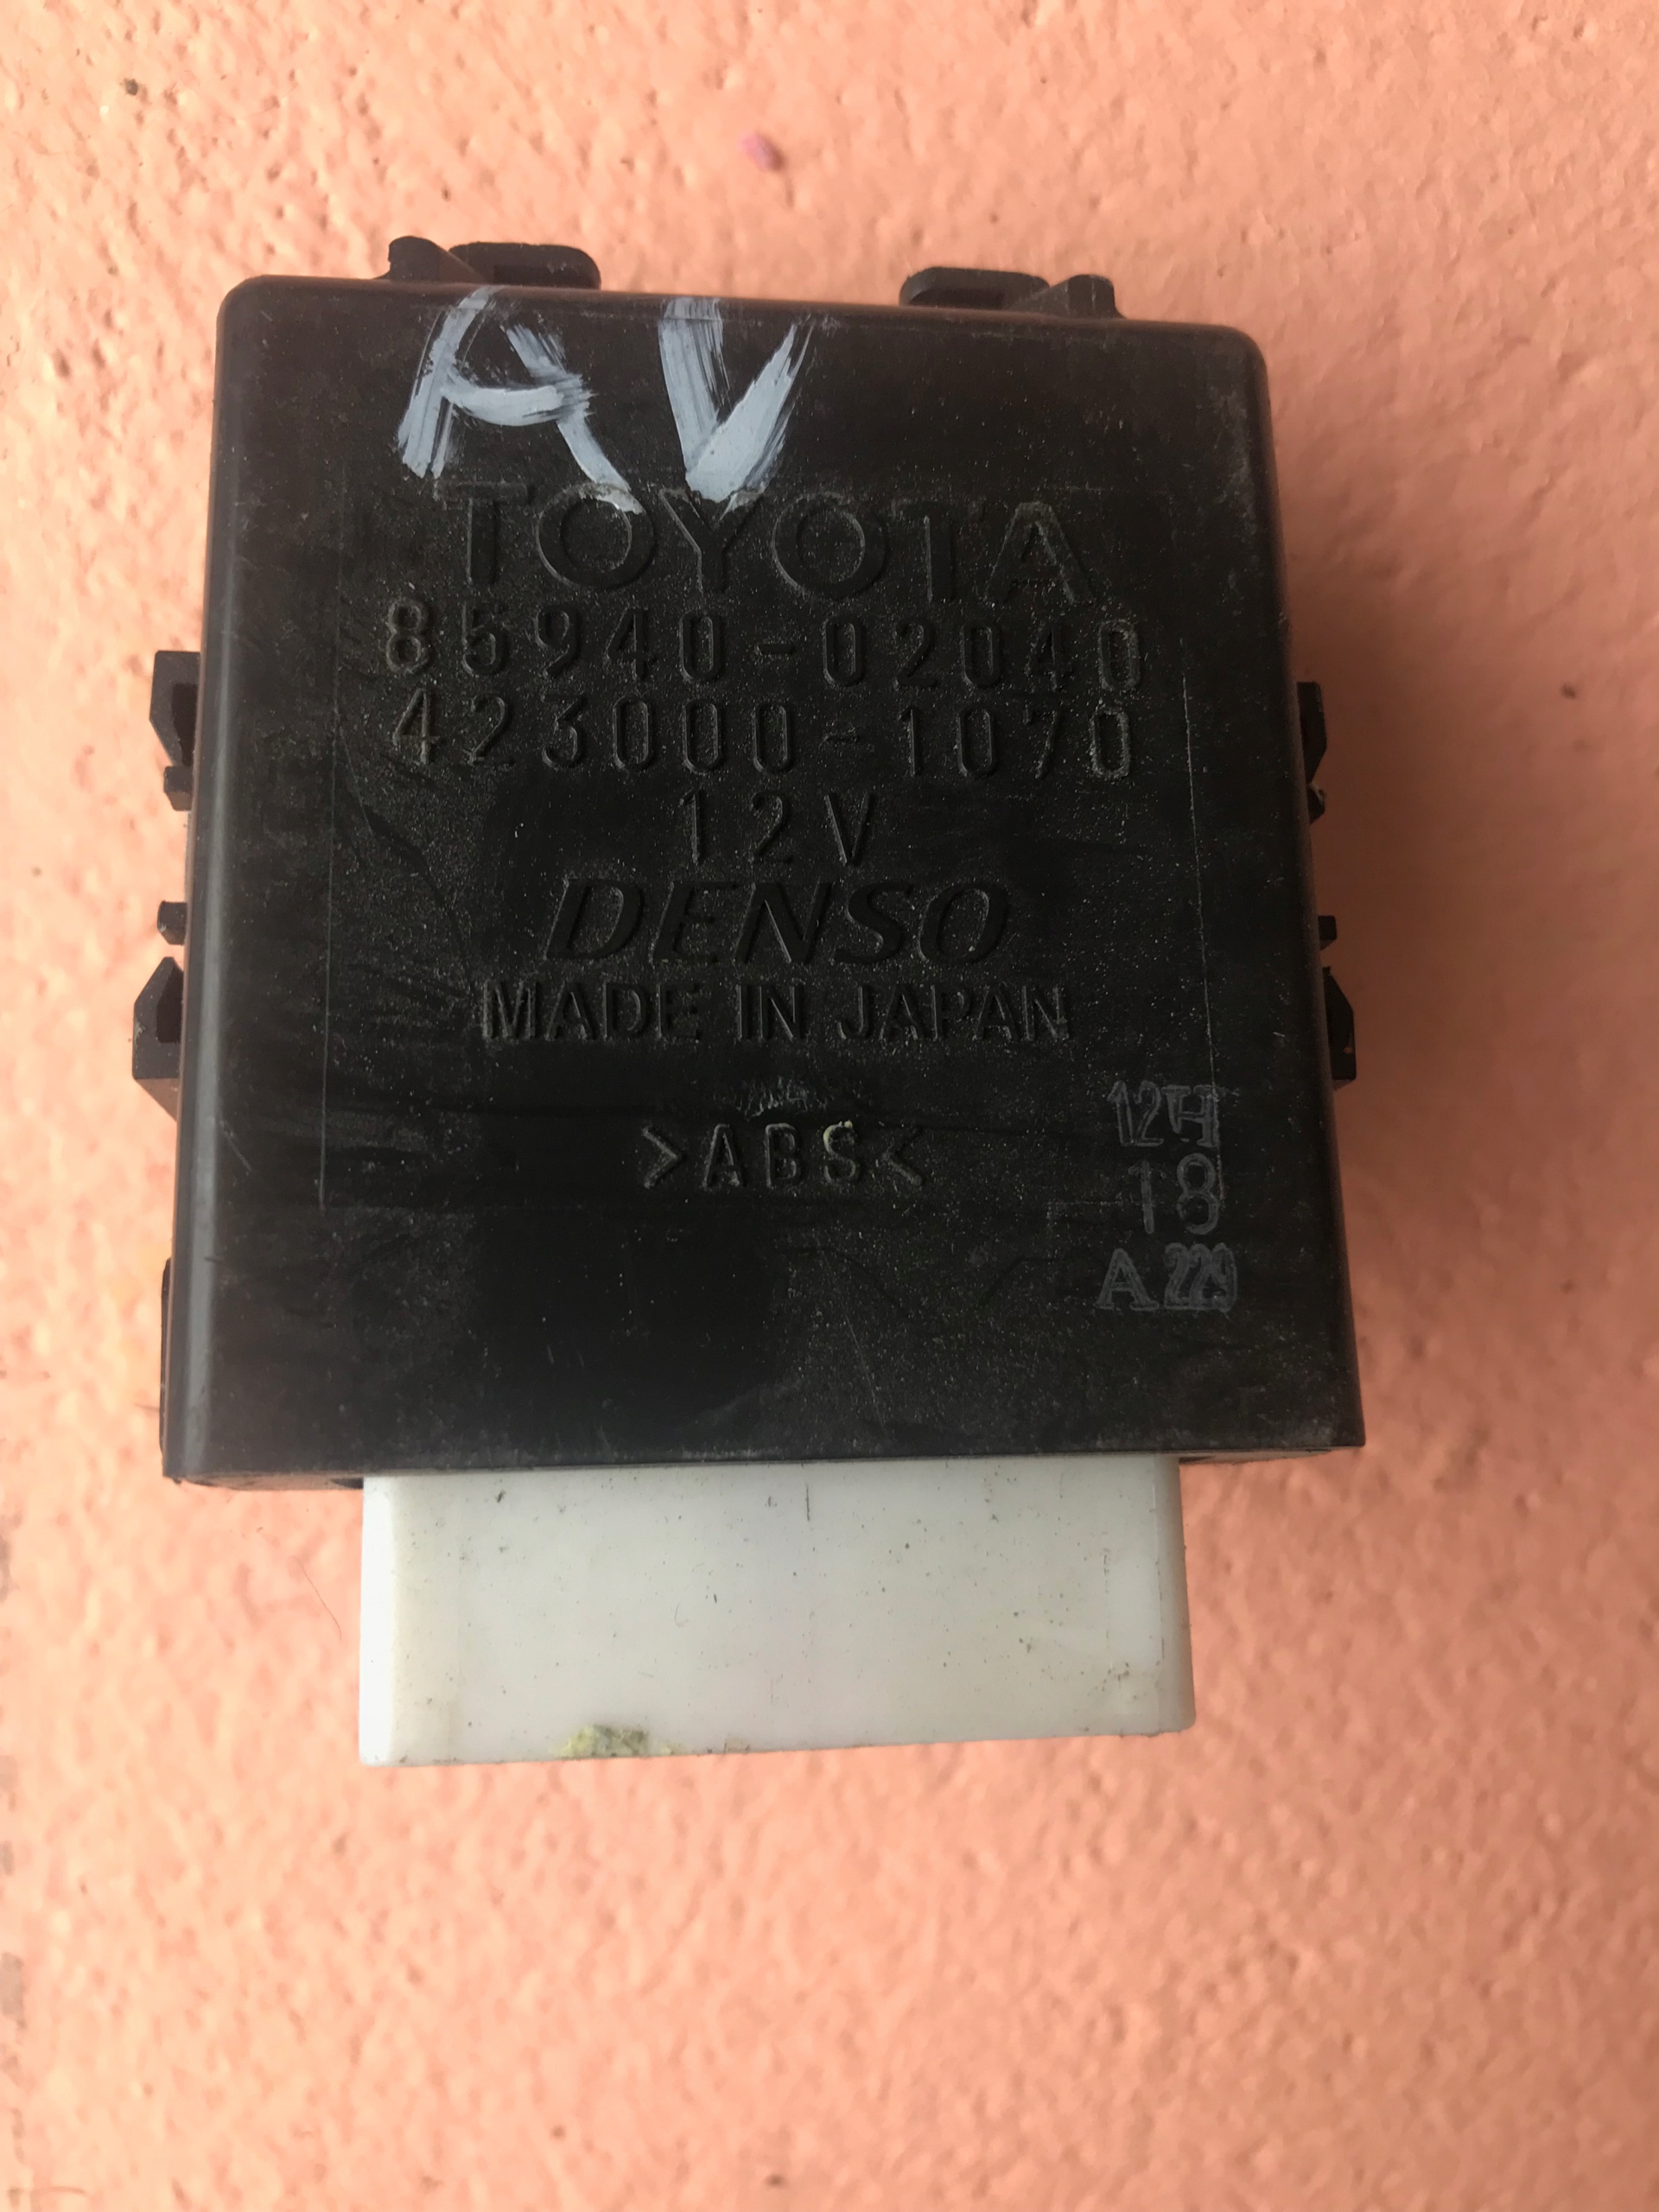 AV
TOYOTA
85940-02040
423000-1070
12V
DENSO
MADE IN JAPAN
>ABS<
12H
18
A229